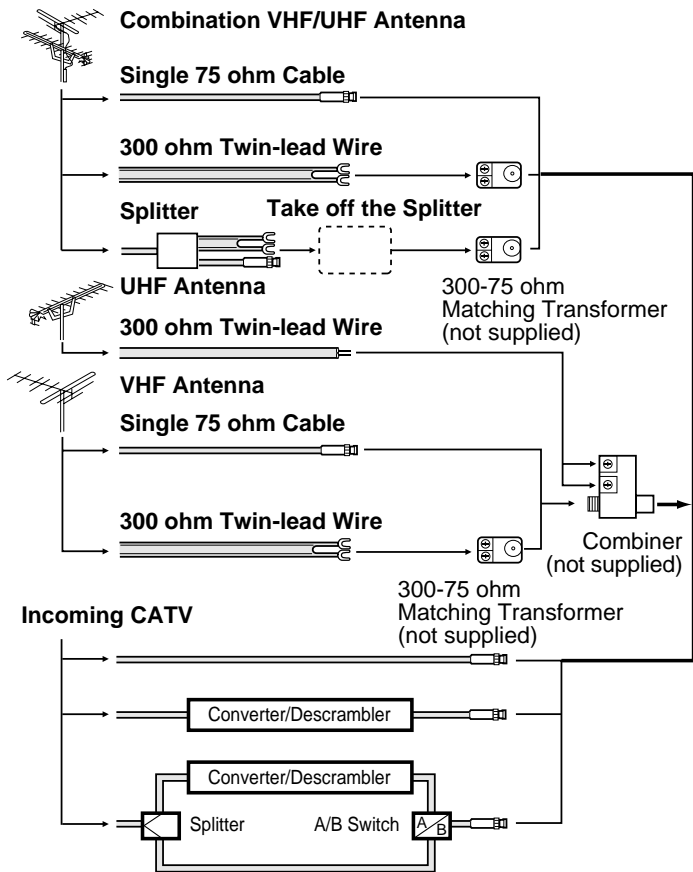 Combination VHF/UHF Antenna
Single 75 ohm Cable
300 ohm Twin-lead Wire
Splitter
Take off the Splitter
UHF Antenna
300-75 ohm
Matching Transformer
(not supplied)
300 ohm Twin-lead Wire
VHF Antenna
Single 75 ohm Cable
300 ohm Twin-lead Wire
Combiner
(not supplied)
300-75 ohm
Matching Transformer
(not supplied)
Incoming CATV
Converter/Descrambler
Converter/Descrambler
Splitter
A/B Switch
A
B